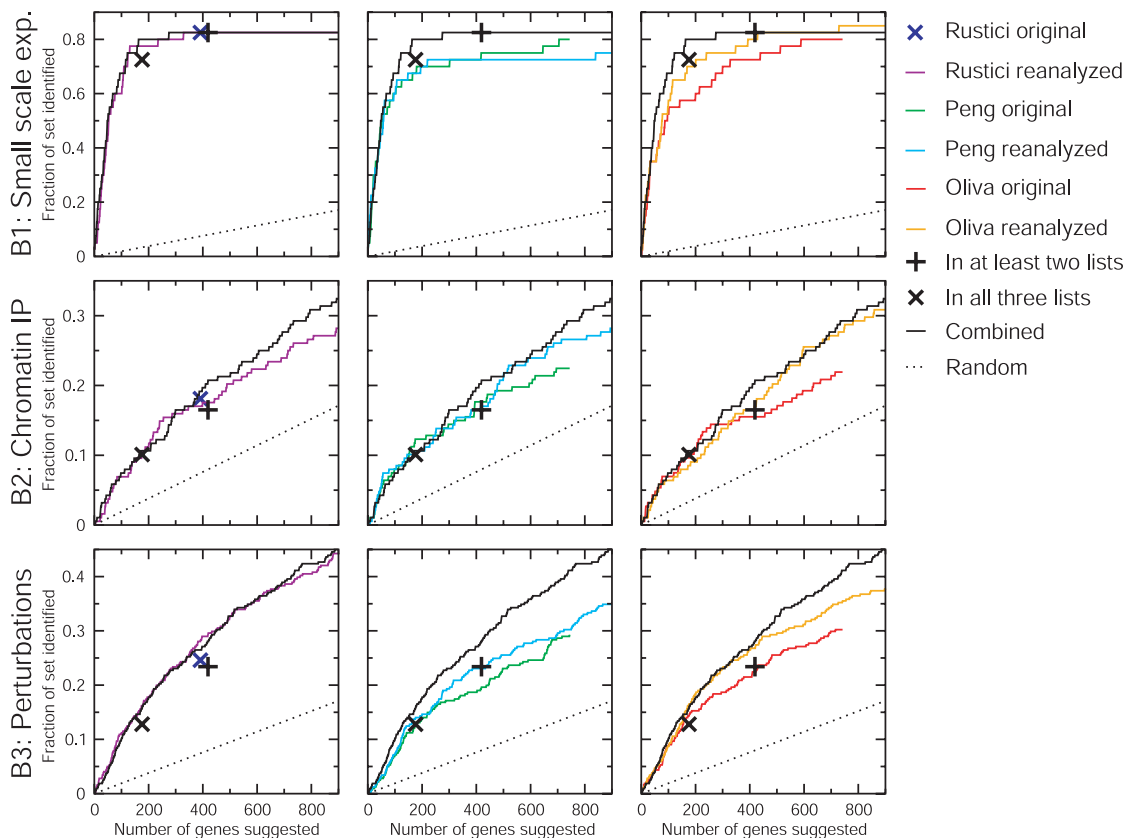 B1: Small scale exp.
Fraction of set identified
0.8
0.6
0.4
0.2
0
B2: Chromatin IP
Fraction of set identified
0.3
0.2
0.1
0
B3: Perturbations
Fraction of set identified
0.4
0.3
0.2
0.1
0
0 200 400 600 800
Number of genes suggested
0 200 400 600 800
Number of genes suggested
0 200 400 600 800
Number of genes suggested
Rustici original
Rustici reanalyzed
Peng original
Peng reanalyzed
Oliva original
Oliva reanalyzed
In at least two lists
In all three lists
Combined
Random